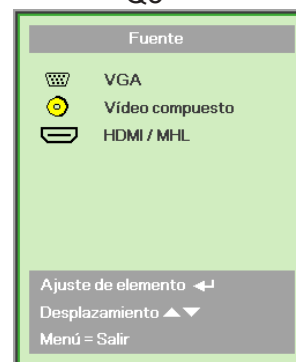 Fuente
VGA
Vídeo compuesto
HDMI / MHL
Ajuste de elemento
Desplazamiento ▲▼
Menú = Salir